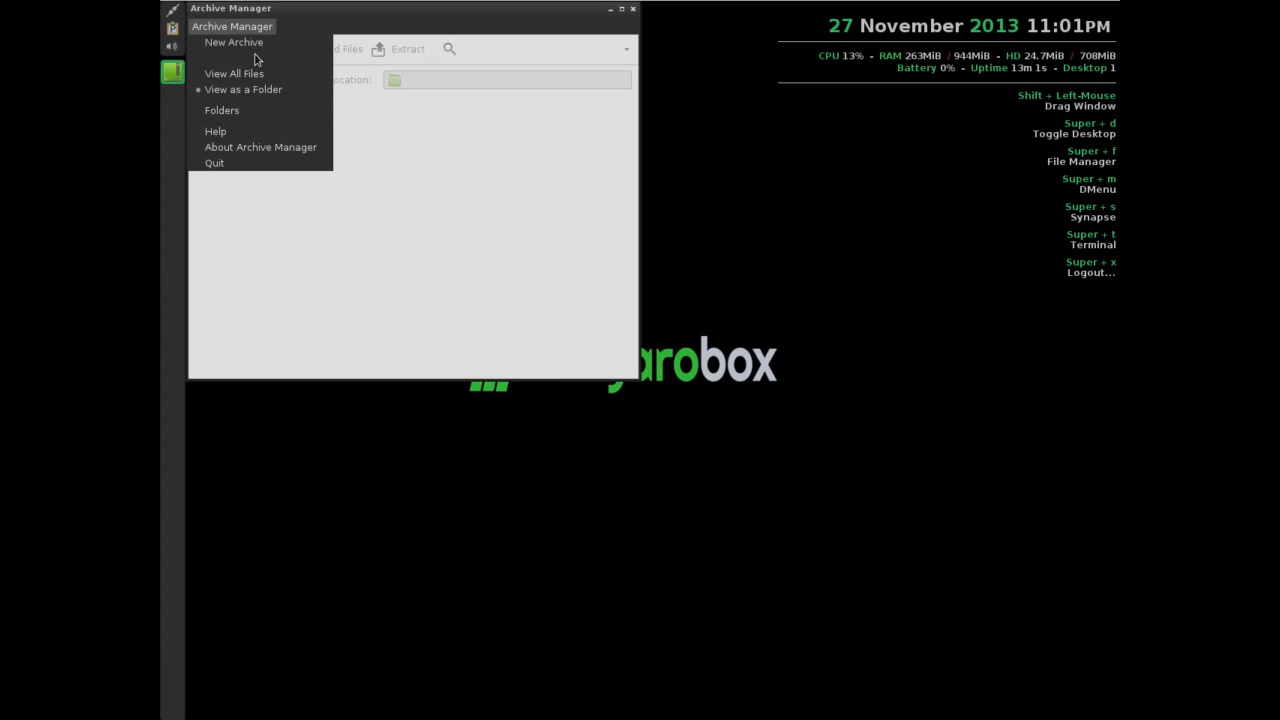 Archive Manager
Archive Manager
New Archive
View All Files
View as a Folder
Folders
Help
About Archive Manager
Quit
d Files
Extract
ocation:
27 November 2013 11:01PM
CPU 13% - RAM 263MiB / 944MiB - HD 24.7MiB / 708MiB
Battery 0% - Uptime 13m 1s - Desktop 1
Shift + Left-Mouse
Drag Window
Super + d
Toggle Desktop
Super + f
File Manager
Super + m
DMenu
Super + s
Synapse
Super + t
Terminal
Super + x
Logout...
arobox